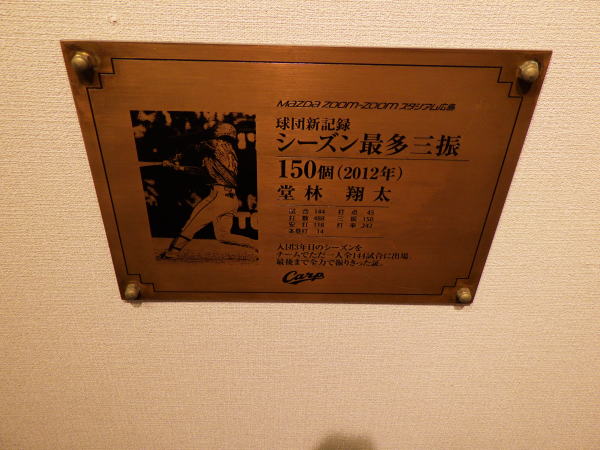 MAZDA ZOOM-ZOOM スタジアム広島
球団新記録
シーズン最多三振
150個(2012年)
堂林 翔太
試合 144 打点 45
打数 488 三振 150
安打 118 打率 .242
本塁打 14
入団3年目のシーズンを
チームでただ一人全144試合に出場。
最後まで全力で振りきった証。
Carp